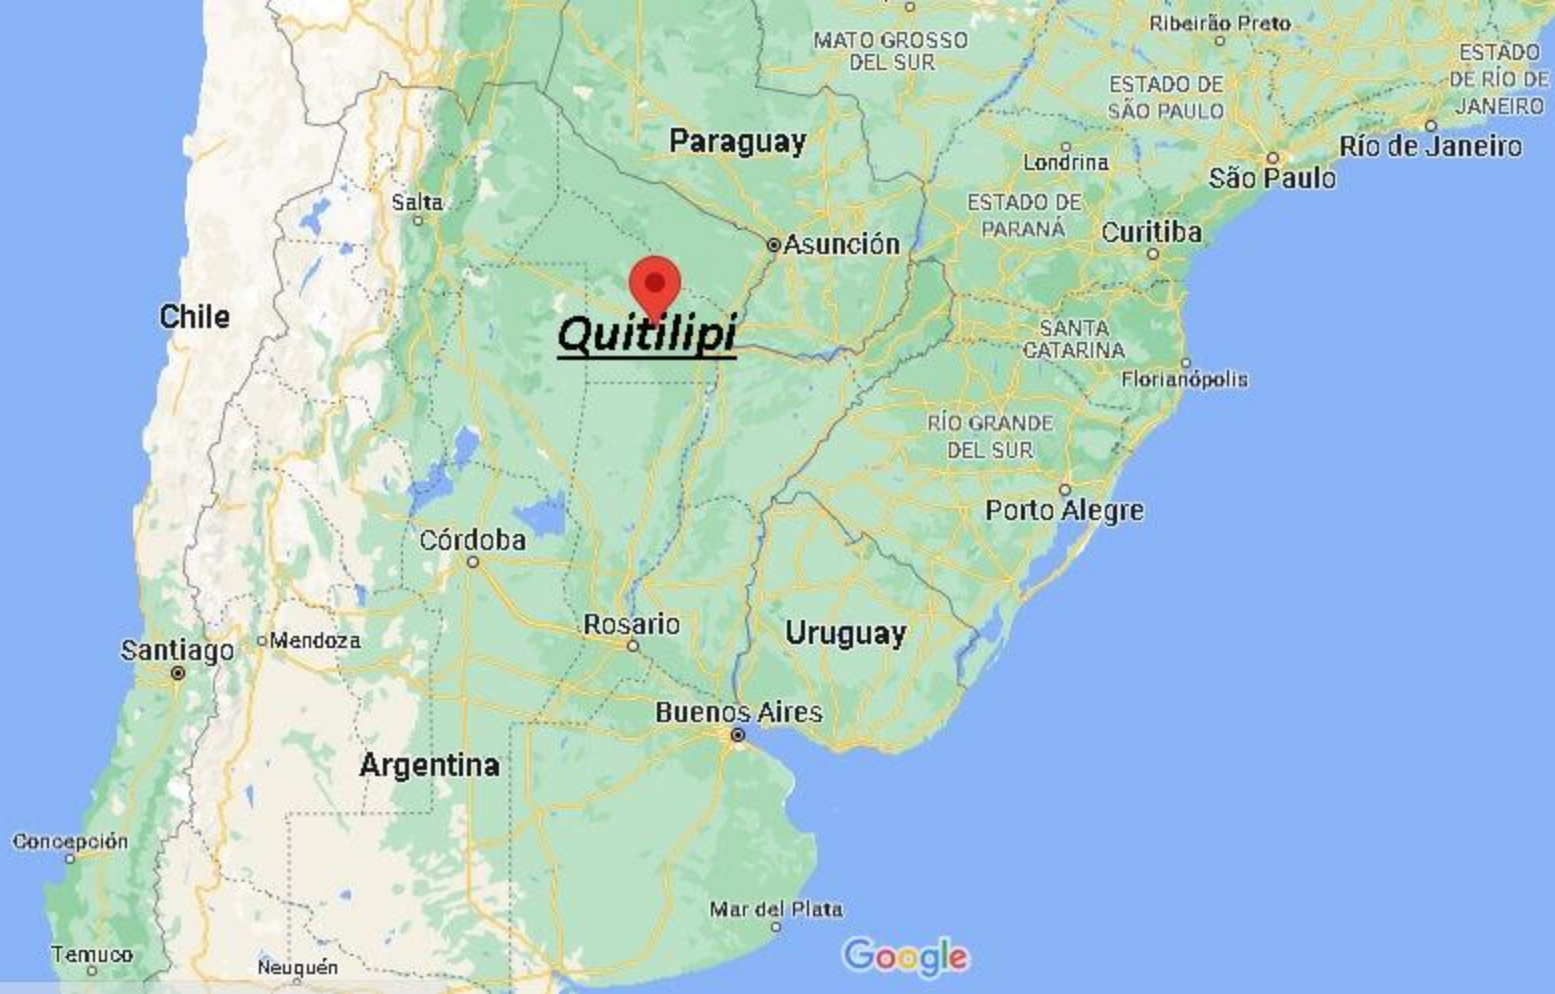 MATO GROSSO
DEL SUR
Ribeirão Preto
ESTADO
DE RÍO DE
JANEIRO
ESTADO DE
SÃO PAULO
Paraguay
Londrina
Río de Janeiro
São Paulo
Salta
ESTADO DE
PARANÁ
Curitiba
Asunción
Chile
Quitilipi
SANTA
CATARINA
Florianópolis
RÍO GRANDE
DEL SUR
Porto Alegre
Córdoba
Rosario
Uruguay
Mendoza
Santiago
Buenos Aires
Argentina
Concepción
Mar del Plata
Temuco
Neuquén
Google